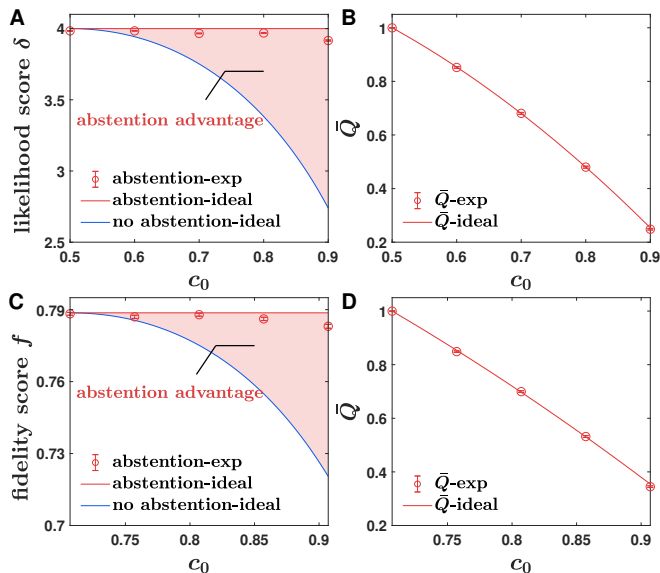 A
likelihood score δ
4
3.5
3
2.5
abstention advantage
abstention-exp
abstention-ideal
no abstention-ideal
0.5 0.6 0.7 0.8 0.9
c₀
B
Q̄
1
0.8
0.6
0.4
0.2
Q̄-exp
Q̄-ideal
0.5 0.6 0.7 0.8 0.9
c₀
C
fidelity score f
0.79
0.76
0.73
0.7
abstention advantage
abstention-exp
abstention-ideal
no abstention-ideal
0.75 0.8 0.85 0.9
c₀
D
Q̄
1
0.8
0.6
0.4
0.2
Q̄-exp
Q̄-ideal
0.75 0.8 0.85 0.9
c₀